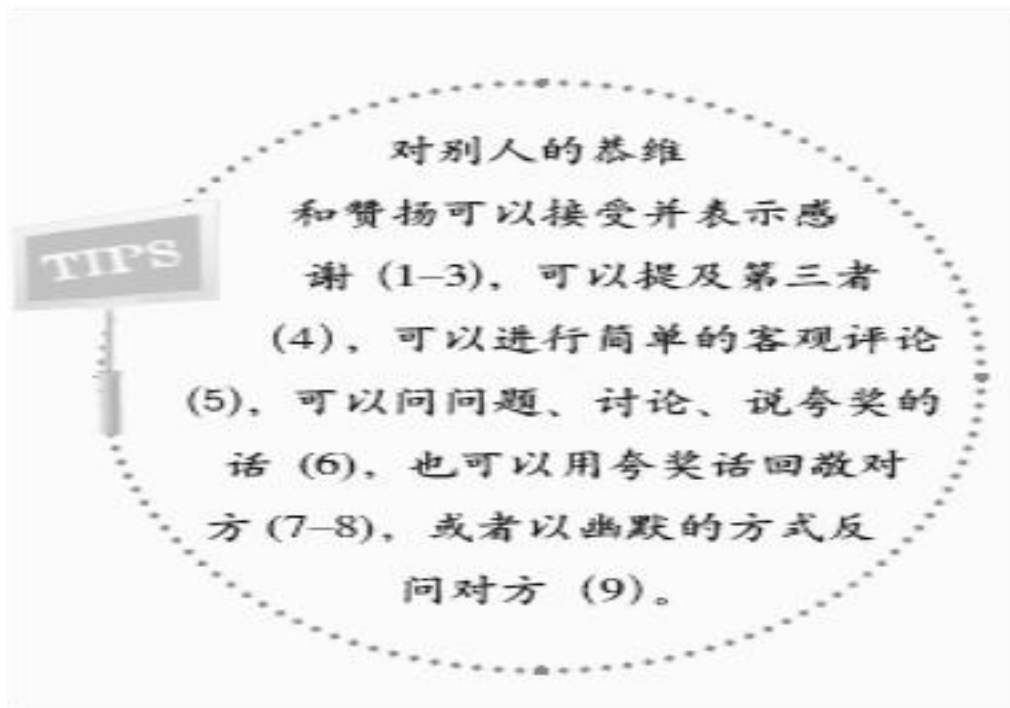 TIPS
对别人的恭维
和赞扬可以接受并表示感
谢 (1–3)，可以提及第三者
(4)，可以进行简单的客观评论
(5)，可以问问题、讨论、说夸奖的
话 (6)，也可以用夸奖话回敬对
方 (7–8)，或者以幽默的方式反
问对方 (9)。